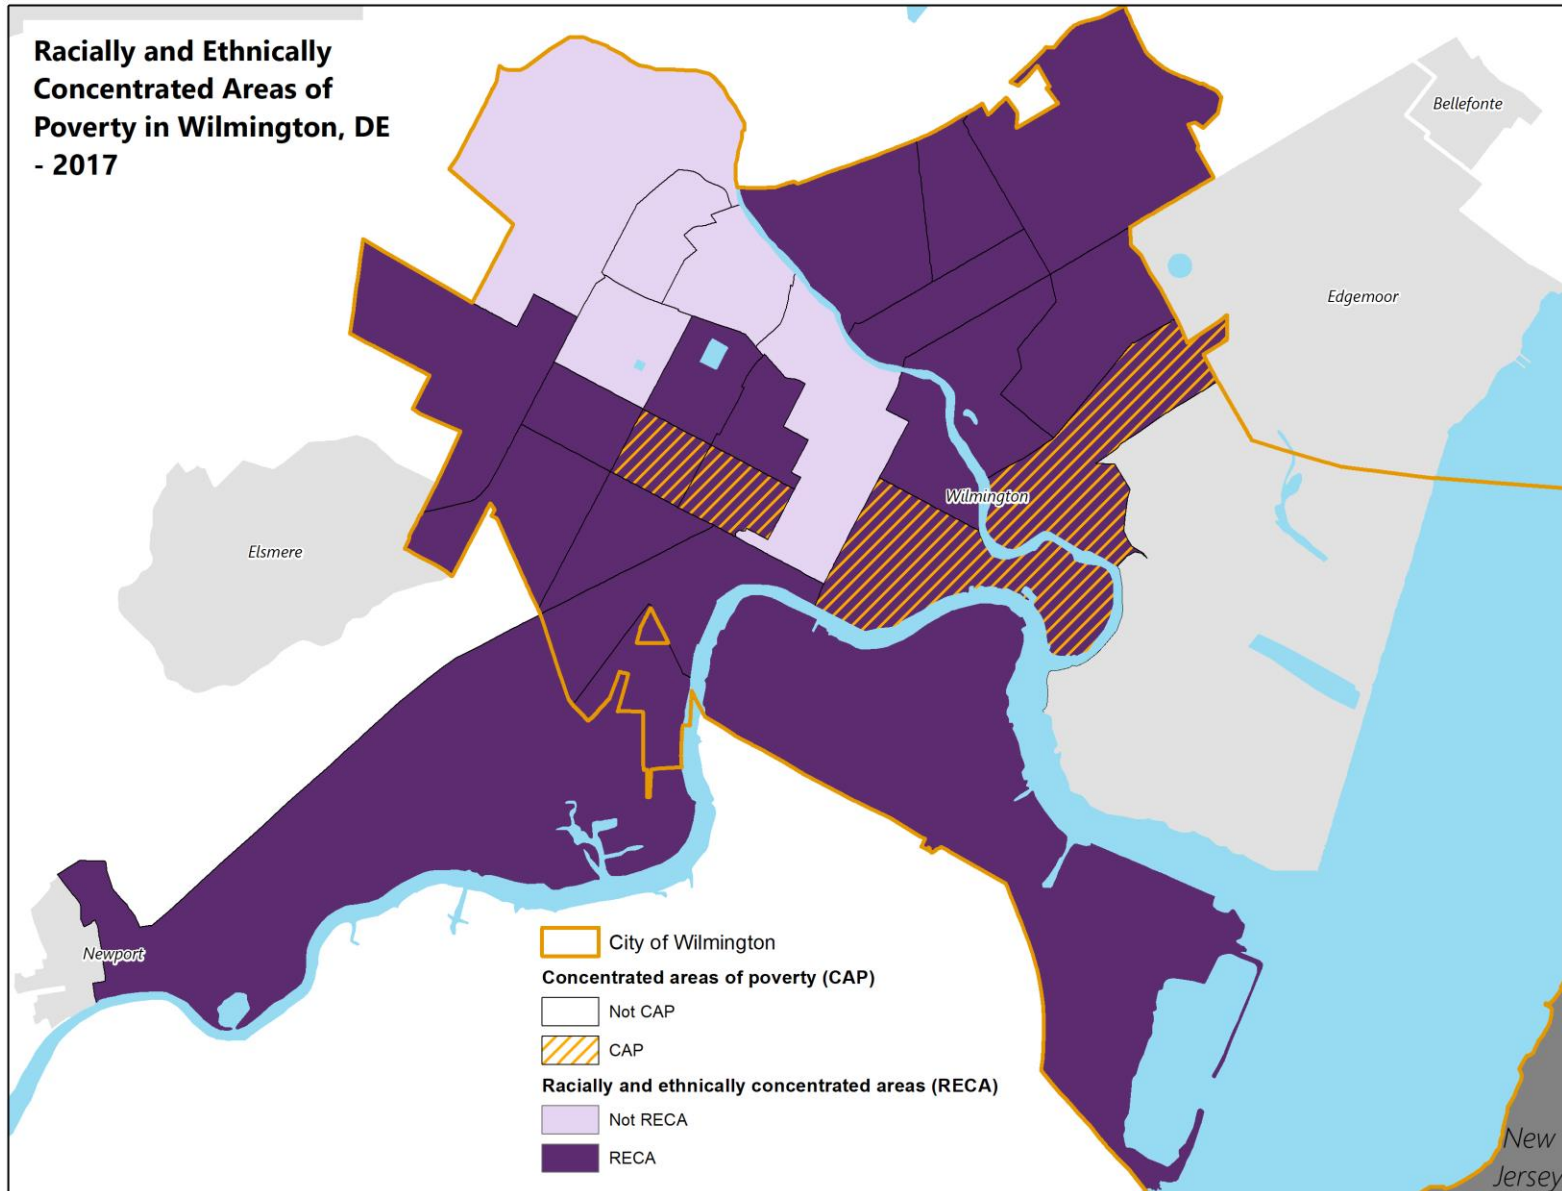 Racially and Ethnically
Concentrated Areas of
Poverty in Wilmington, DE
- 2017
Bellefonte
Edgemoor
Wilmington
Elsmere
Newport
City of Wilmington
Concentrated areas of poverty (CAP)
Not CAP
CAP
Racially and ethnically concentrated areas (RECA)
Not RECA
RECA
New
Jersey